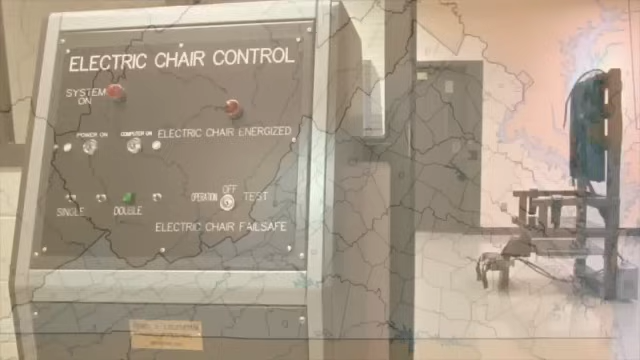 ELECTRIC CHAIR CONTROL
SYSTEM
ON
POWER ON
COMPUTER ON
ELECTRIC CHAIR ENERGIZED
OFF
OPERATION
TEST
SINGLE
DOUBLE
ELECTRIC CHAIR FAILSAFE